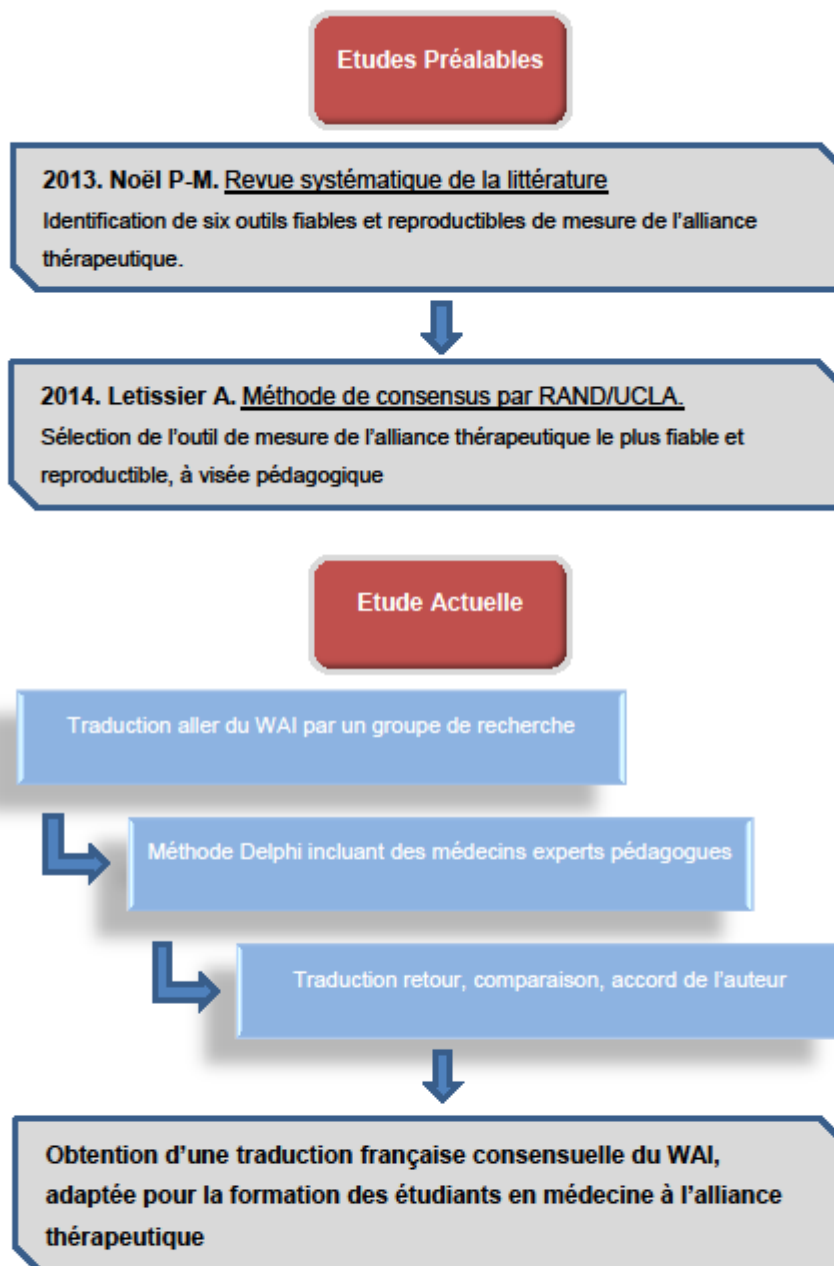 Etudes Préalables
2013. Noël P-M. Revue systématique de la littérature
Identification de six outils fiables et reproductibles de mesure de l'alliance
thérapeutique.
2014. Letissier A. Méthode de consensus par RAND/UCLA.
Sélection de l'outil de mesure de l'alliance thérapeutique le plus fiable et
reproductible, à visée pédagogique
Etude Actuelle
Traduction aller du WAI par un groupe de recherche
Méthode Delphi incluant des médecins experts pédagogues
Traduction retour, comparaison, accord de l'auteur
Obtention d'une traduction française consensuelle du WAI,
adaptée pour la formation des étudiants en médecine à l'alliance
thérapeutique